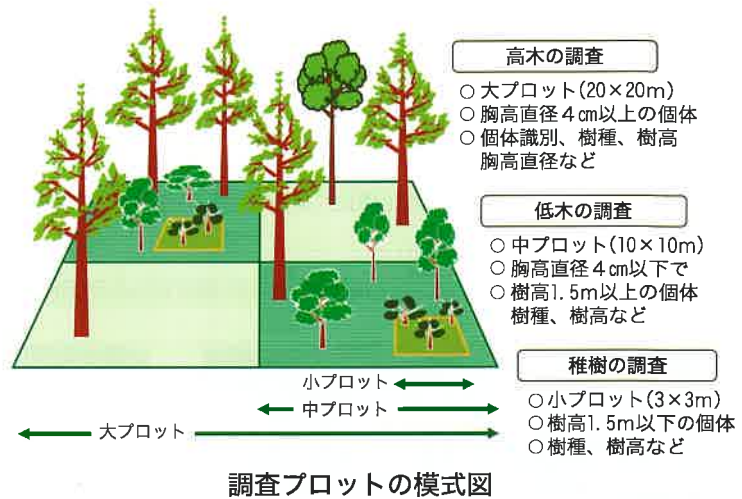 高木の調査
○ 大プロット(20×20m)
○ 胸高直径4㎝以上の個体
○ 個体識別、樹種、樹高
胸高直径など
低木の調査
○ 中プロット(10×10m)
○ 胸高直径4㎝以下で
○ 樹高1.5m以上の個体
樹種、樹高など
稚樹の調査
○ 小プロット(3×3m)
○ 樹高1.5m以下の個体
○ 樹種、樹高など
小プロット
中プロット
大プロット
調査プロットの模式図